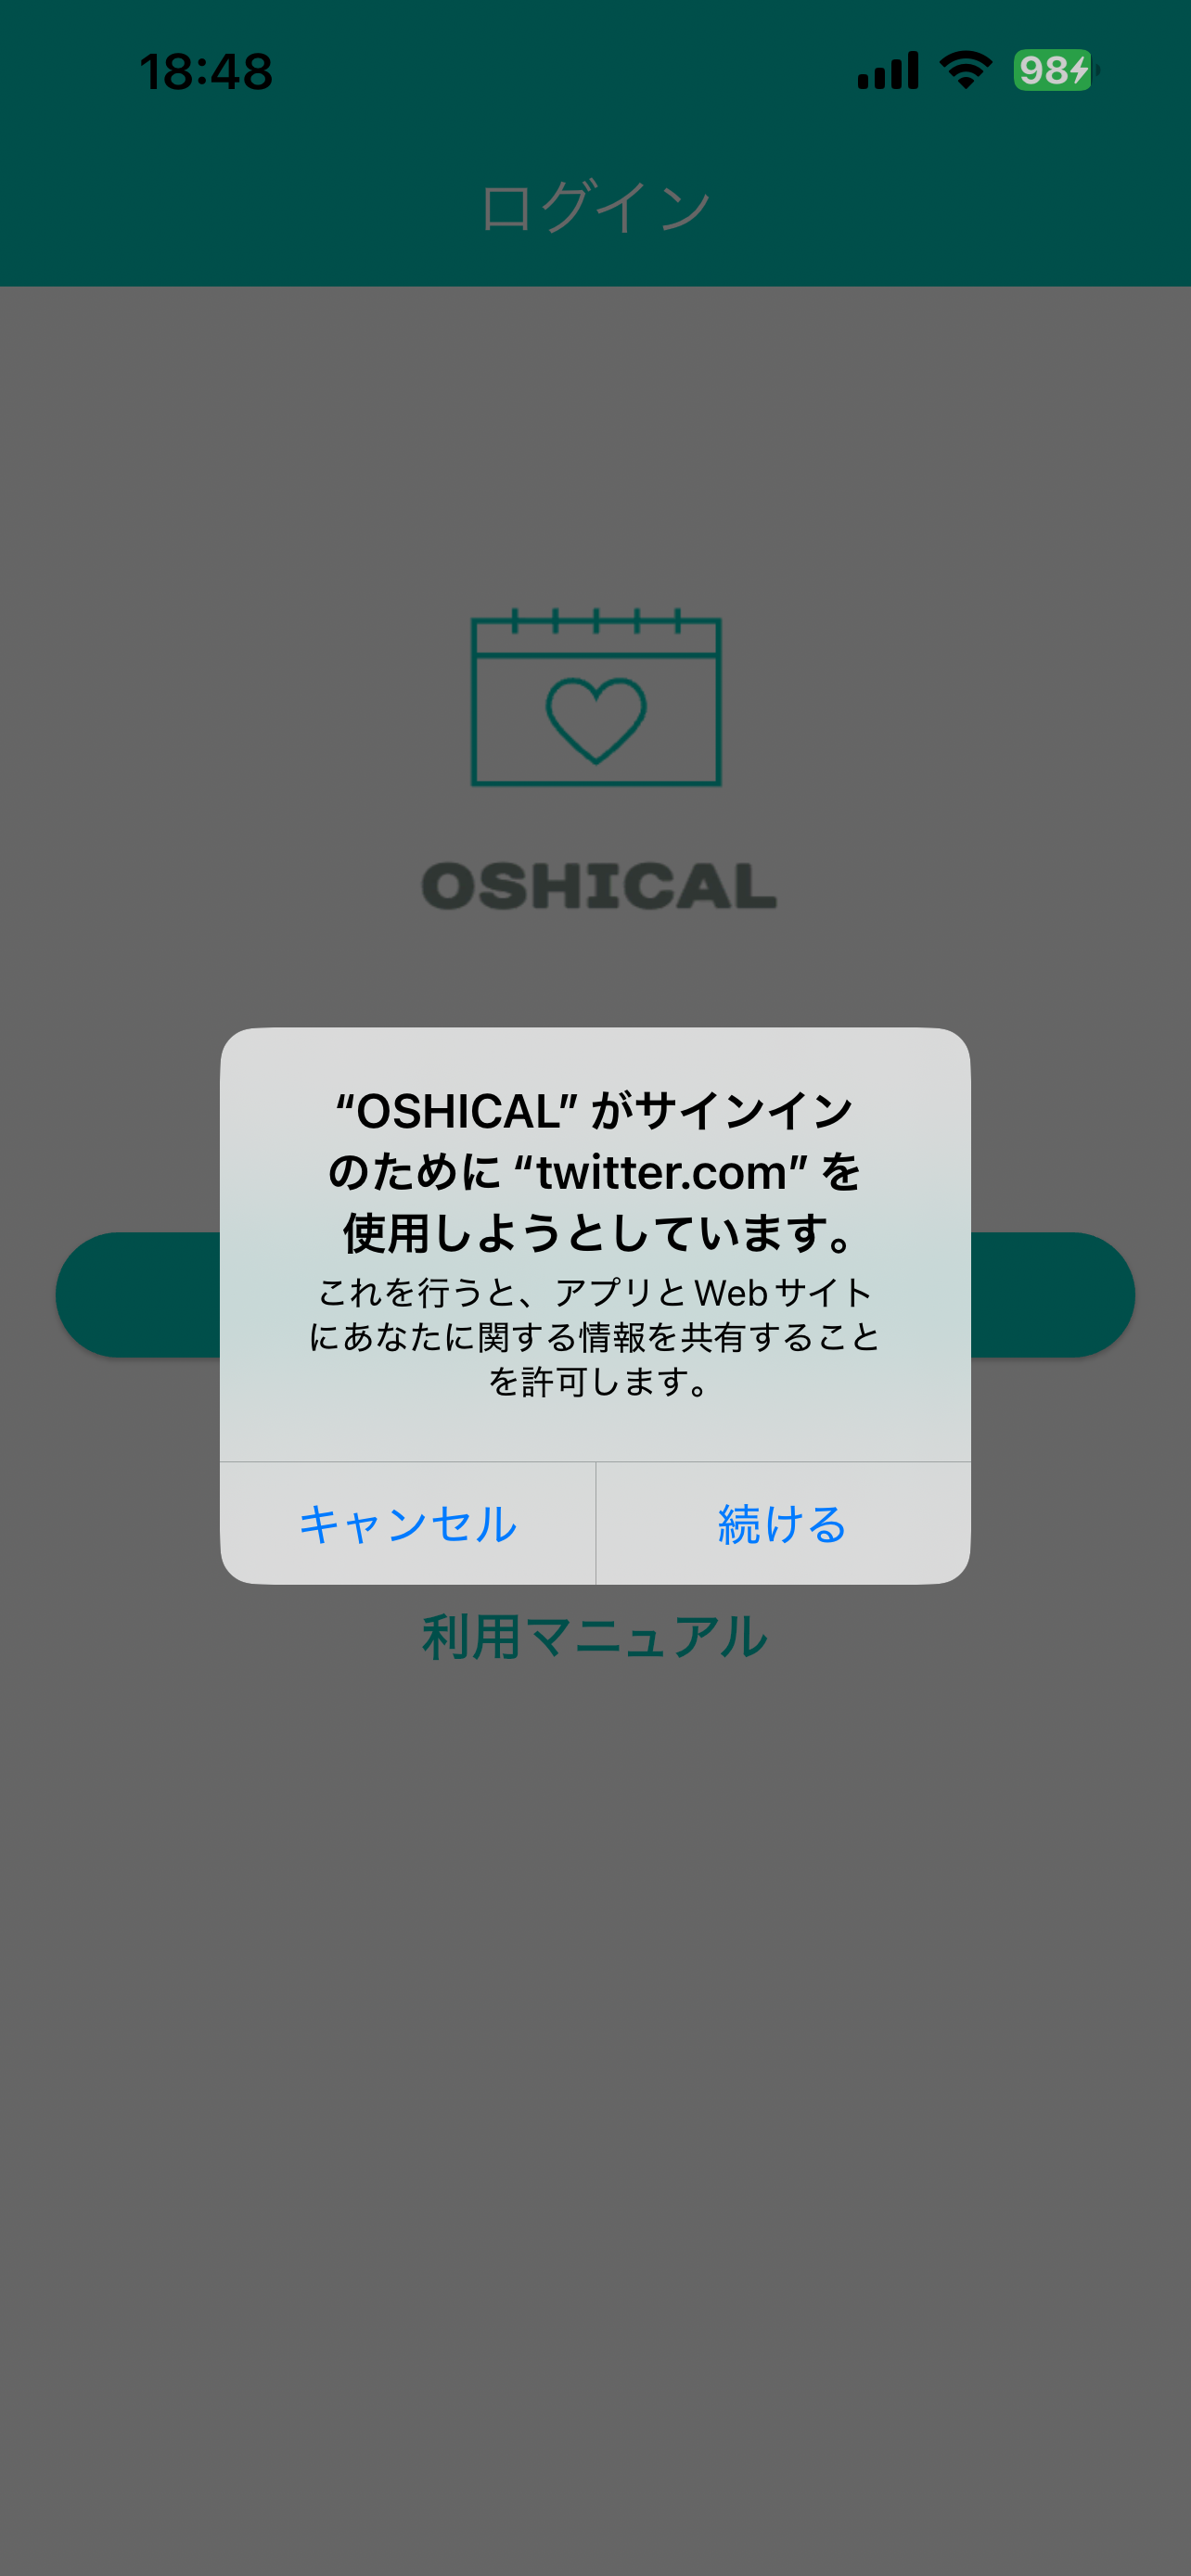 18:48
98
ログイン
OSHICAL
“OSHICAL” がサインイン
のために “twitter.com” を
使用しようとしています。
これを行うと、アプリとWebサイト
にあなたに関する情報を共有すること
を許可します。
キャンセル
続ける
利用マニュアル